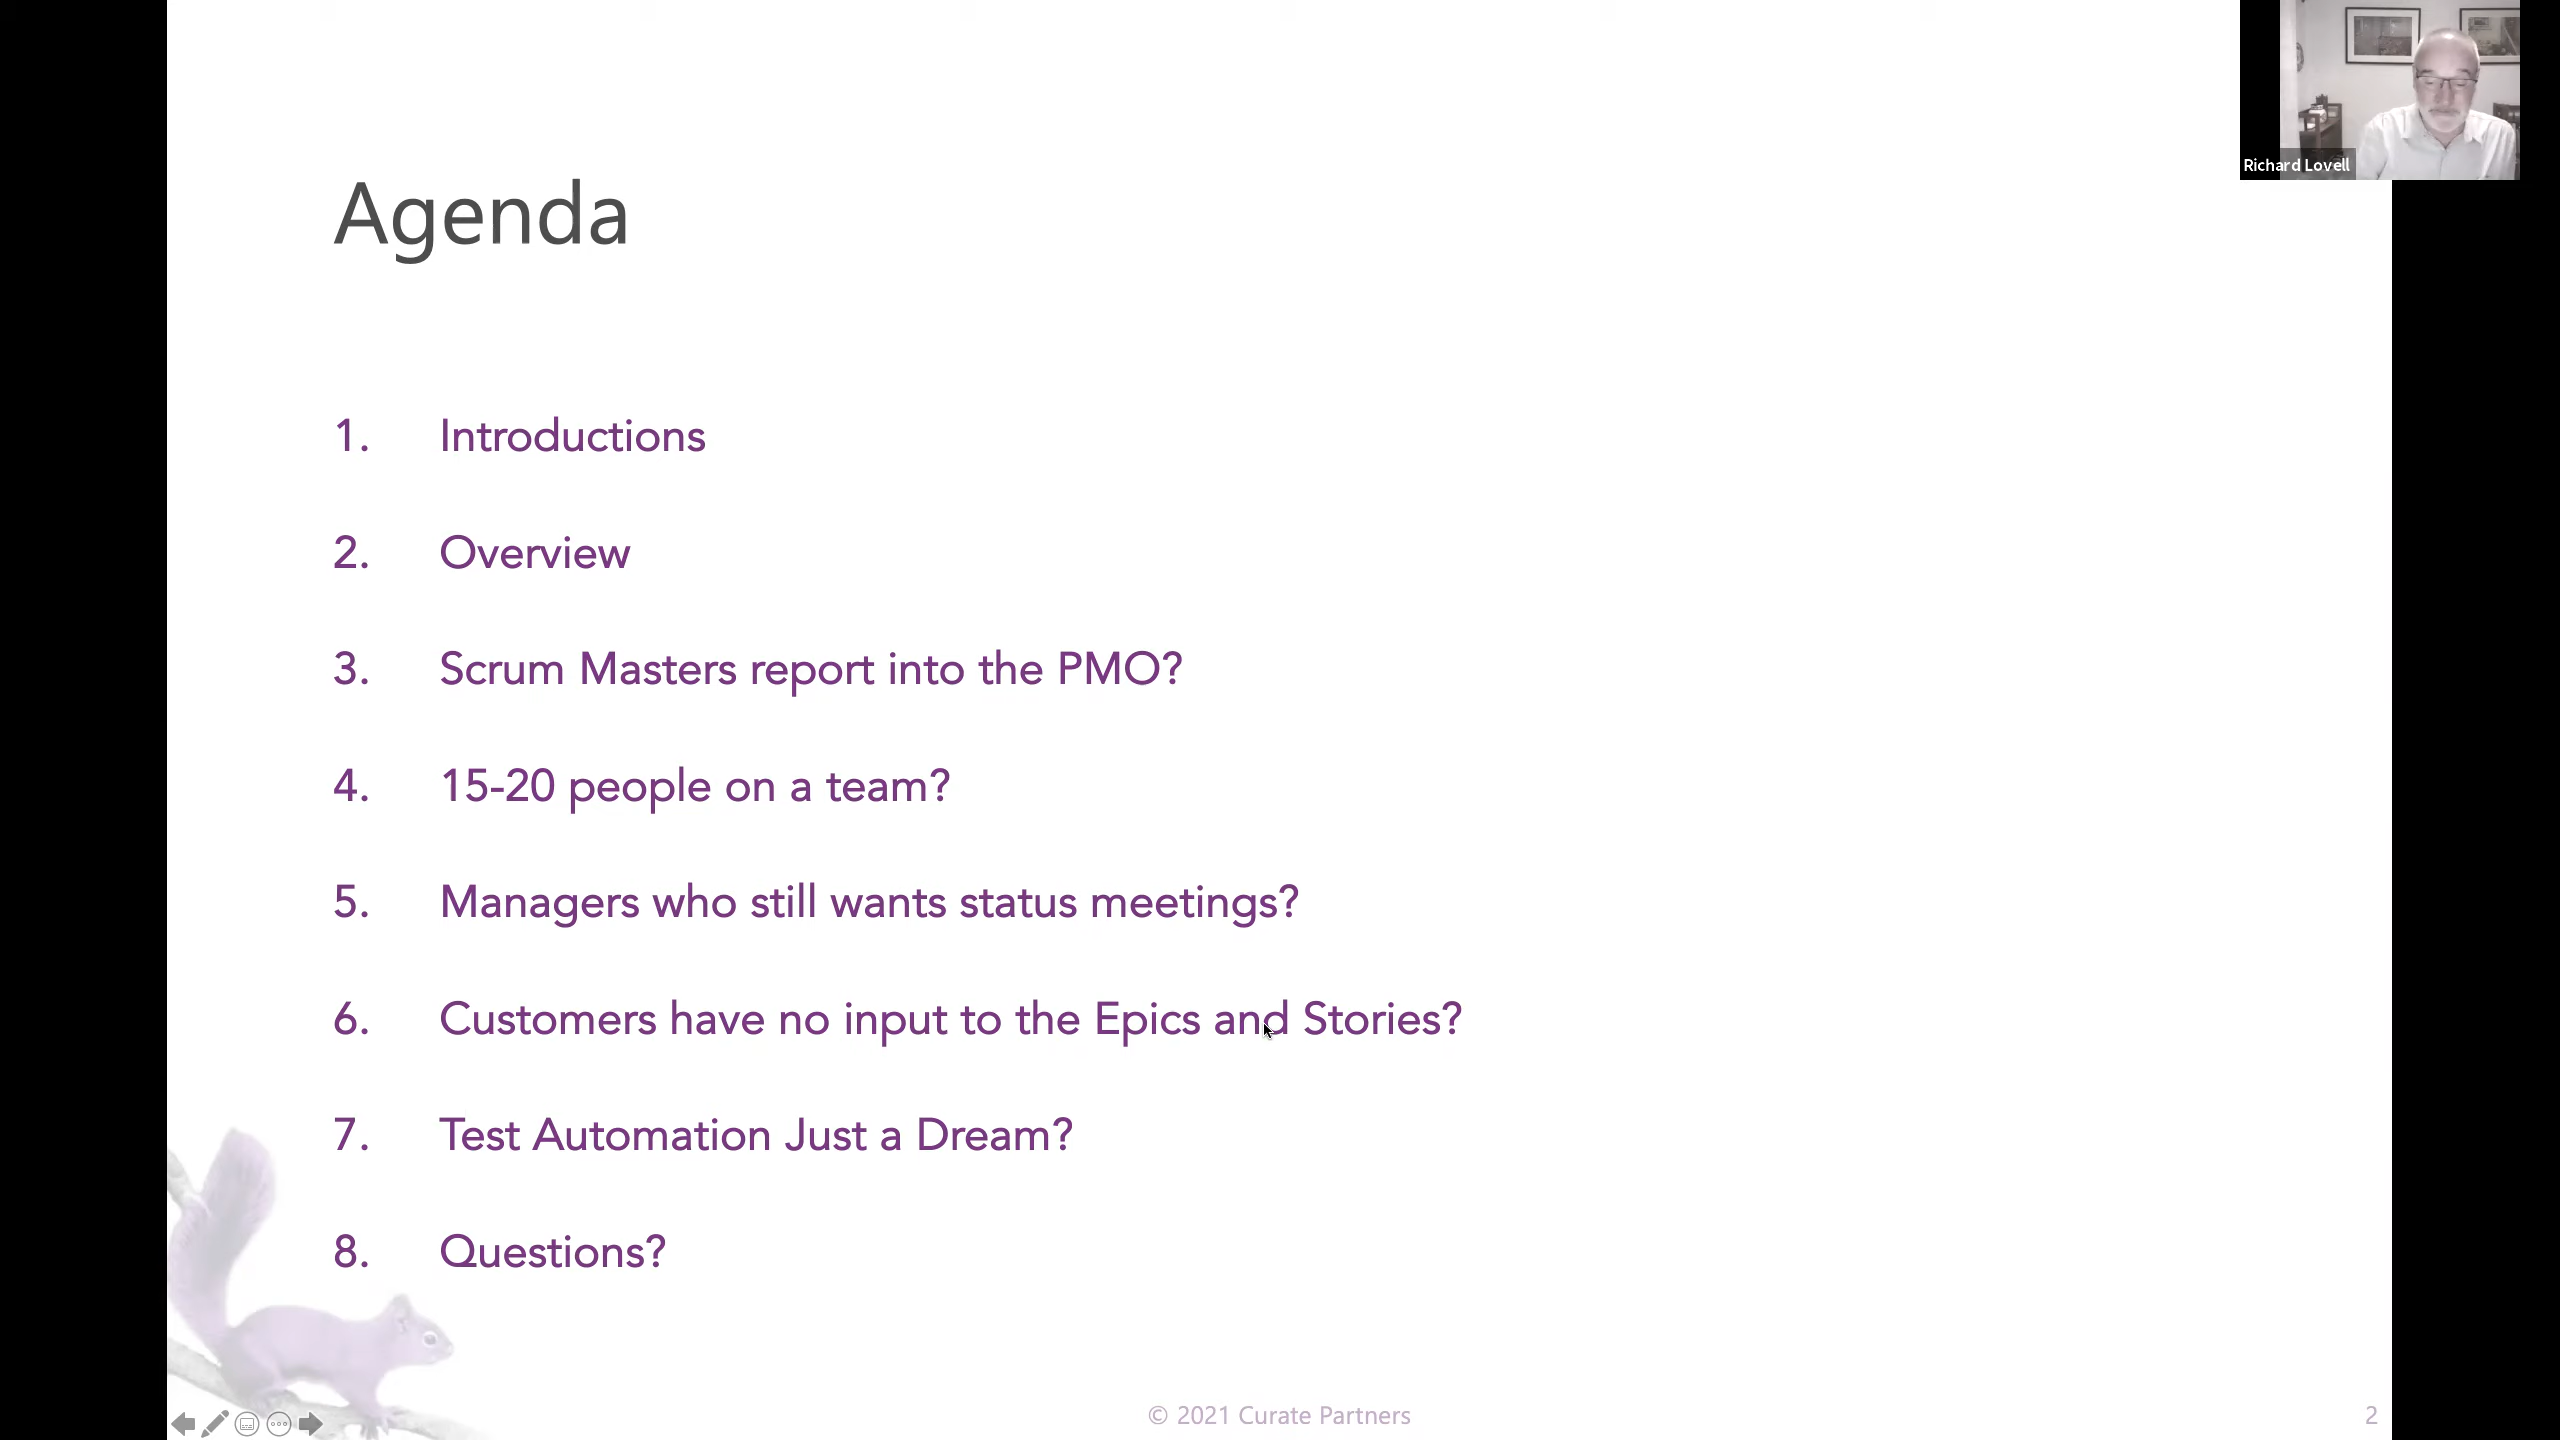 Richard Lovell
Agenda
1. Introductions
2. Overview
3. Scrum Masters report into the PMO?
4. 15-20 people on a team?
5. Managers who still wants status meetings?
6. Customers have no input to the Epics and Stories?
7. Test Automation Just a Dream?
8. Questions?
© 2021 Curate Partners
2